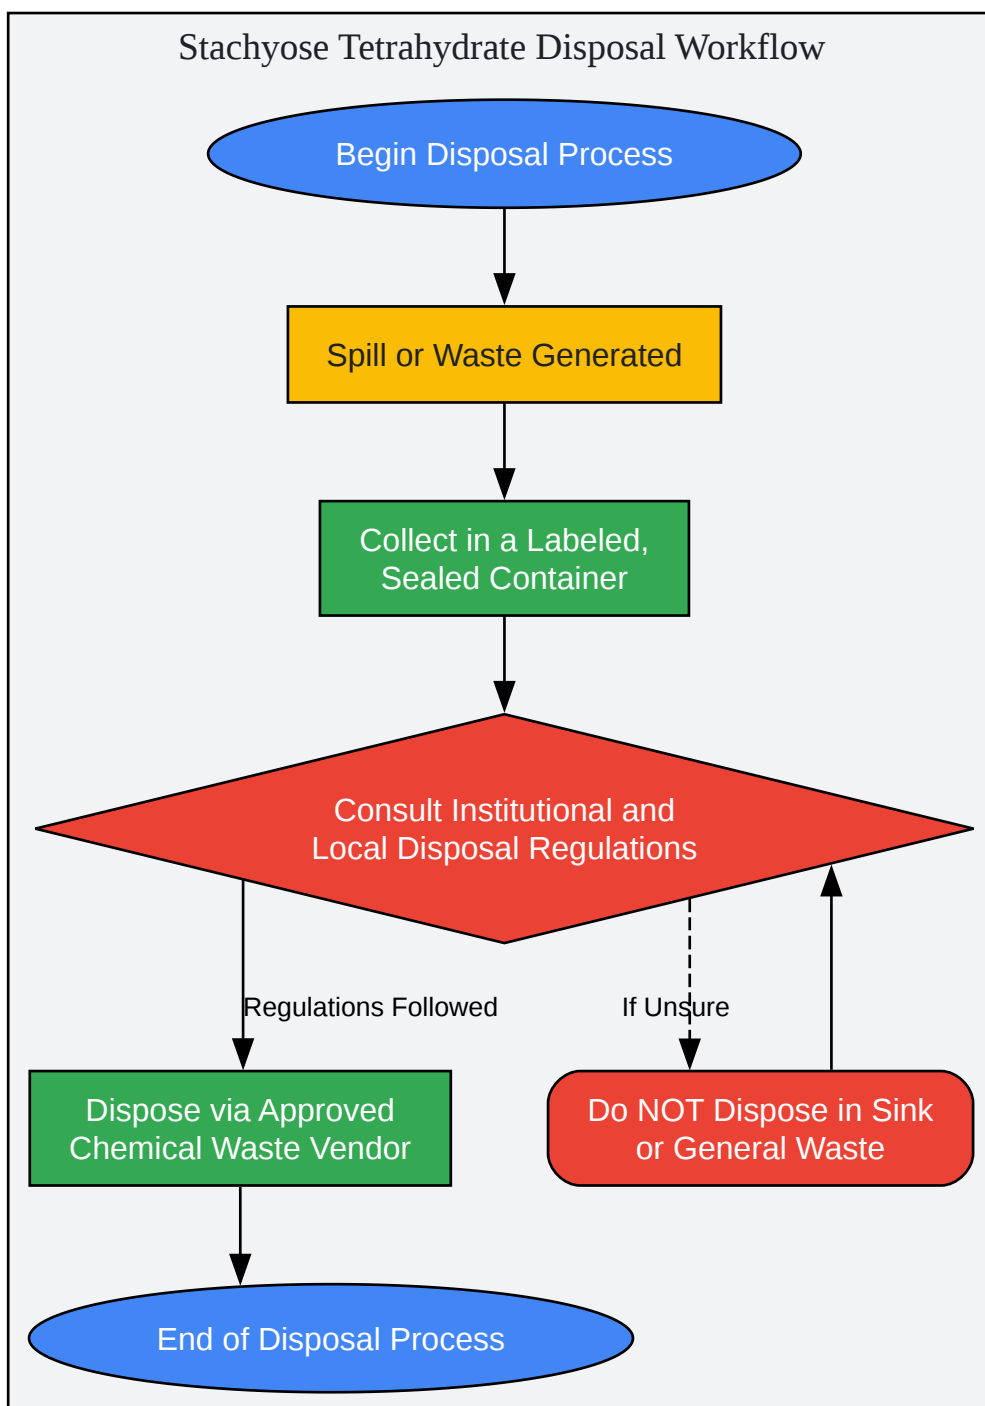 Stachyose Tetrahydrate Disposal Workflow
Begin Disposal Process
Spill or Waste Generated
Collect in a Labeled,
Sealed Container
Consult Institutional and
Local Disposal Regulations
Regulations Followed
If Unsure
Dispose via Approved
Chemical Waste Vendor
Do NOT Dispose in Sink
or General Waste
End of Disposal Process